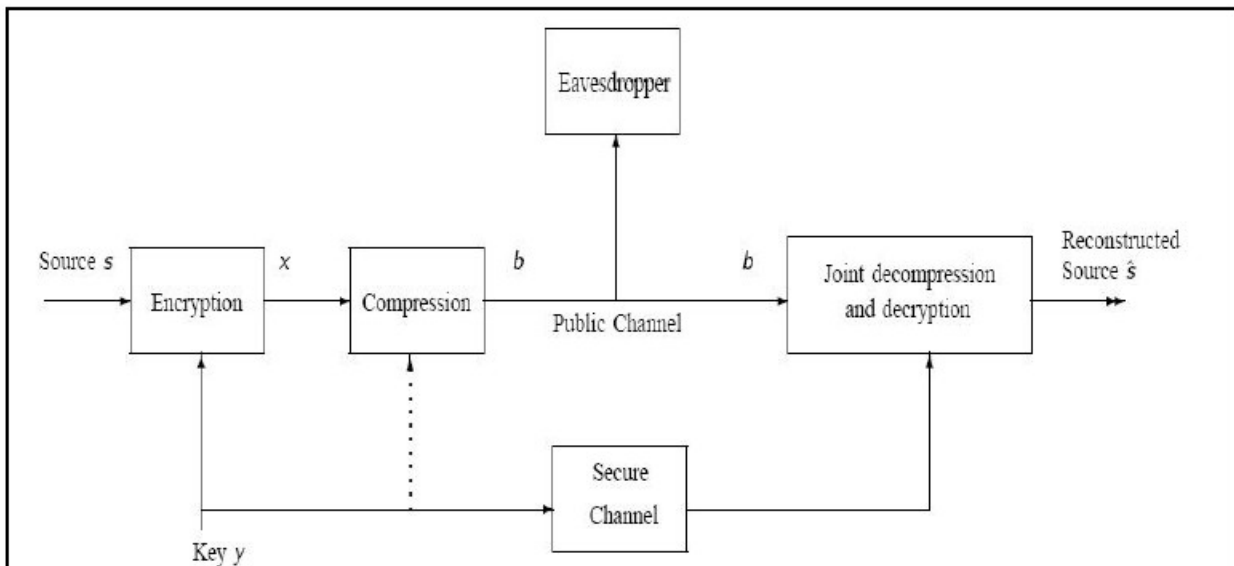 Eavesdropper
Source s
x
b
b
Reconstructed
Source ŝ
Encryption
Compression
Public Channel
Joint decompression
and decryption
Secure
Channel
Key y